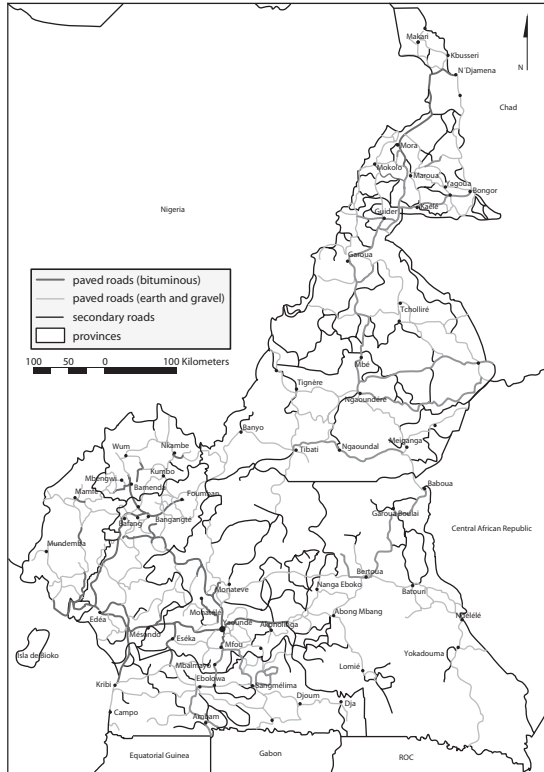 Makari
Kbusseri
N
N´Djamena
Chad
Mora
Mokolo
Maroua
Yagoua
Bongor
Kaélé
Nigeria
Guider
Garoua
paved roads (bituminous)
paved roads (earth and gravel)
secondary roads
provinces
100 50 0 100 Kilometers
Tcholliré
Mbé
Tignère
Ngaoundéré
Banyo
Meiganga
Tibati
Ngaoundal
Wum
Nkambe
Mbengwi
Kumbo
Bamenda
Mamfe
Foumban
Bafang
Bangangté
Baboua
Garoua Boulai
Central African Republic
Mundemba
Bertoua
Nanga Eboko
Batouri
Monateve
Monatélé
Edéa
Abong Mbang
Ndélélé
Yaoundé
Akonolinga
Mésondo
Eséka
Mfou
Isla de Bioko
Yokadouma
Mbalmayo
Lomié
Kribi
Ebolowa
Sangmélima
Djoum
Dja
Campo
Ambam
Equatorial Guinea
Gabon
ROC